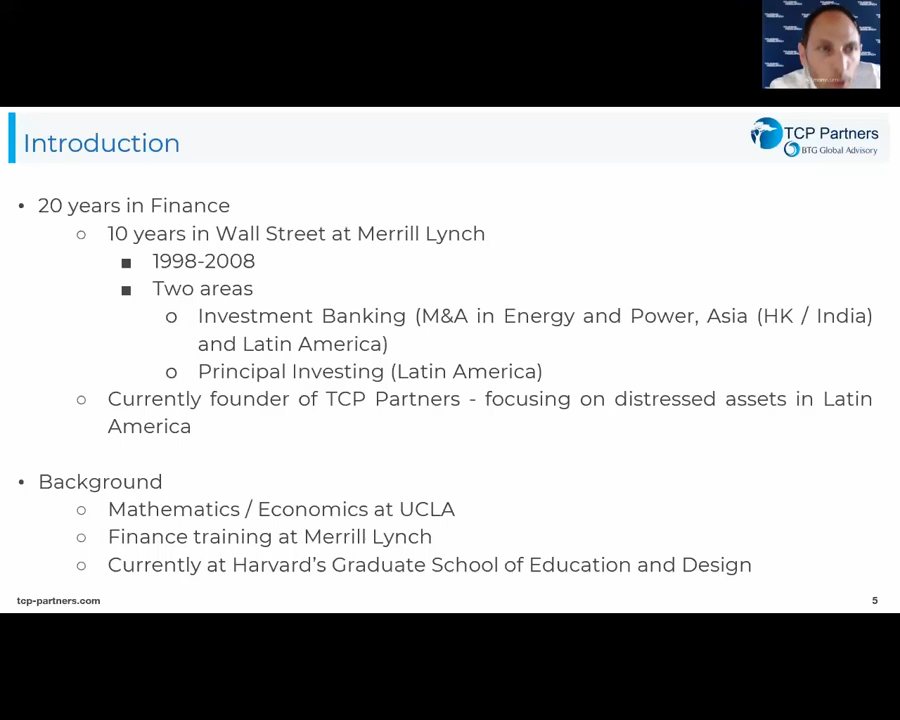 Introduction
TCP Partners
BTG Global Advisory
• 20 years in Finance
○ 10 years in Wall Street at Merrill Lynch
■ 1998-2008
■ Two areas
o Investment Banking (M&A in Energy and Power, Asia (HK / India)
and Latin America)
o Principal Investing (Latin America)
○ Currently founder of TCP Partners - focusing on distressed assets in Latin
America
• Background
○ Mathematics / Economics at UCLA
○ Finance training at Merrill Lynch
○ Currently at Harvard’s Graduate School of Education and Design
tcp-partners.com
5